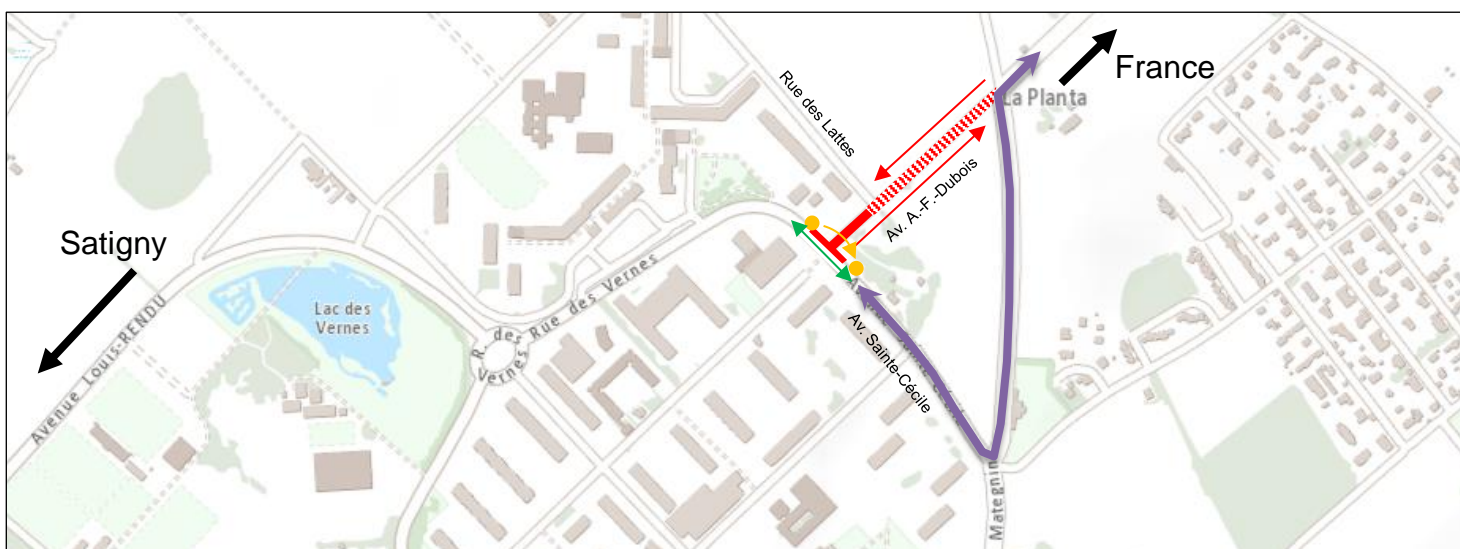 France
La Planta
Rue des Lattes
Av. A.-F.-Dubois
Satigny
Lac des
Vernes
Rue des Vernes
R. des
Vernes
Avenue Louis-RENDU
Av. Sainte-Cécile
Mategnin